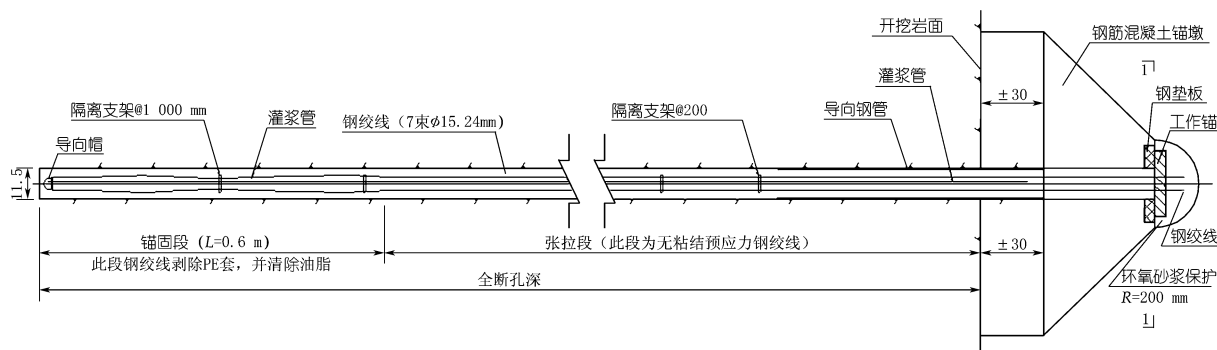 开挖岩面
钢筋混凝土锚墩
1
灌浆管
钢垫板
±30
隔离支架@1 000 mm
隔离支架@200
导向钢管
工作锚
灌浆管
钢绞线（7束ϕ15.24mm）
导向帽
11.5
锚固段（L=0.6 m）
张拉段（此段为无粘结预应力钢绞线）
±30
钢绞线
此段钢绞线剥除PE套，并清除油脂
全断孔深
环氧砂浆保护
R=200 mm
1